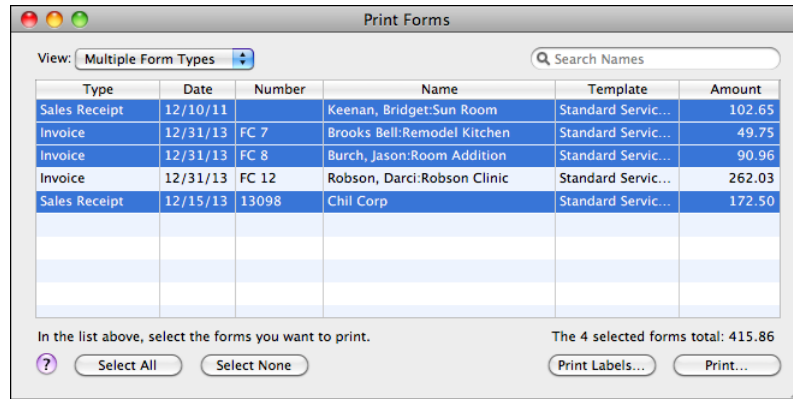 Print Forms
View: Multiple Form Types Search Names
Type Date Number Name Template Amount
Sales Receipt 12/10/11 Keenan, Bridget:Sun Room Standard Servic... 102.65
Invoice 12/31/13 FC 7 Brooks Bell:Remodel Kitchen Standard Servic... 49.75
Invoice 12/31/13 FC 8 Burch, Jason:Room Addition Standard Servic... 90.96
Invoice 12/31/13 FC 12 Robson, Darci:Robson Clinic Standard Servic... 262.03
Sales Receipt 12/15/13 13098 Chil Corp Standard Servic... 172.50
In the list above, select the forms you want to print. The 4 selected forms total: 415.86
? Select All Select None Print Labels... Print...